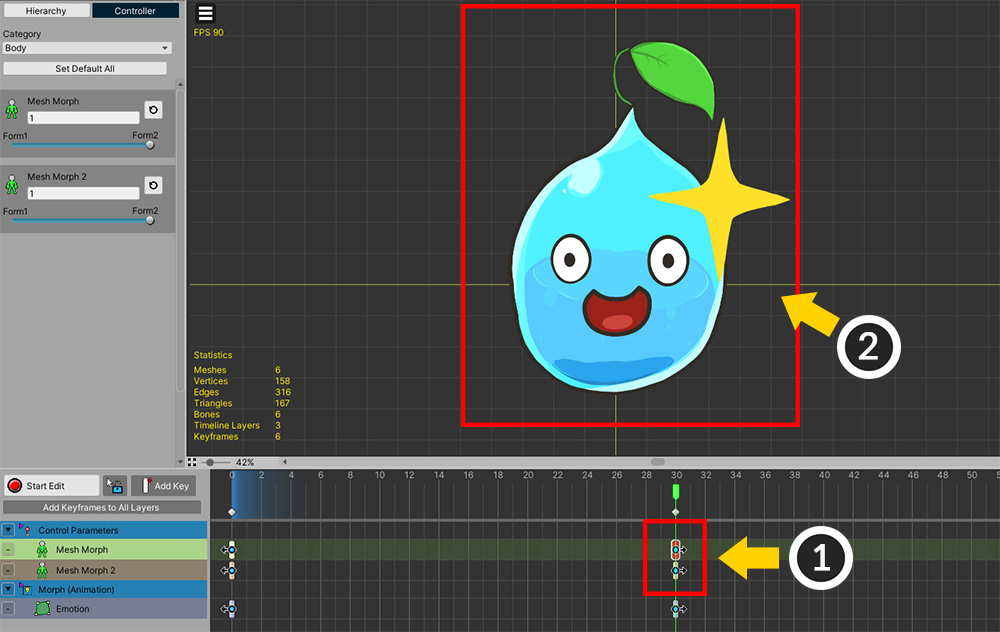 Hierarchy
Controller
Category
Body
Set Default All
Mesh Morph
1
Form1
Form2
Mesh Morph 2
1
Form1
Form2
FPS 90
Statistics
Meshes 6
Vertices 158
Edges 316
Triangles 167
Bones 6
Timeline Layers 3
Keyframes 6
2
42%
Start Edit
Add Key
Add Keyframes to All Layers
0 2 4 6 8 10 12 14 16 18 20 22 24 26 28 30 32 34 36 38 40 42 44 46 48 50
Control Parameters
Mesh Morph
Mesh Morph 2
Morph (Animation)
Emotion
1